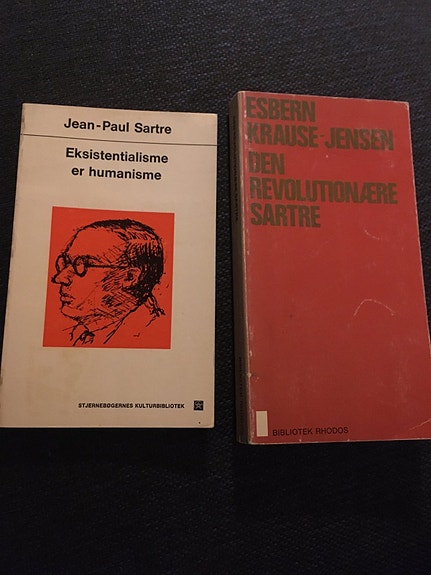 Jean-Paul Sartre
Eksistentialisme
er humanisme
STJERNEBØGERNES KULTURBIBLIOTEK
ESBERN
KRAUSE-JENSEN
DEN
REVOLUTIONÆRE
SARTRE
BIBLIOTEK RHODOS